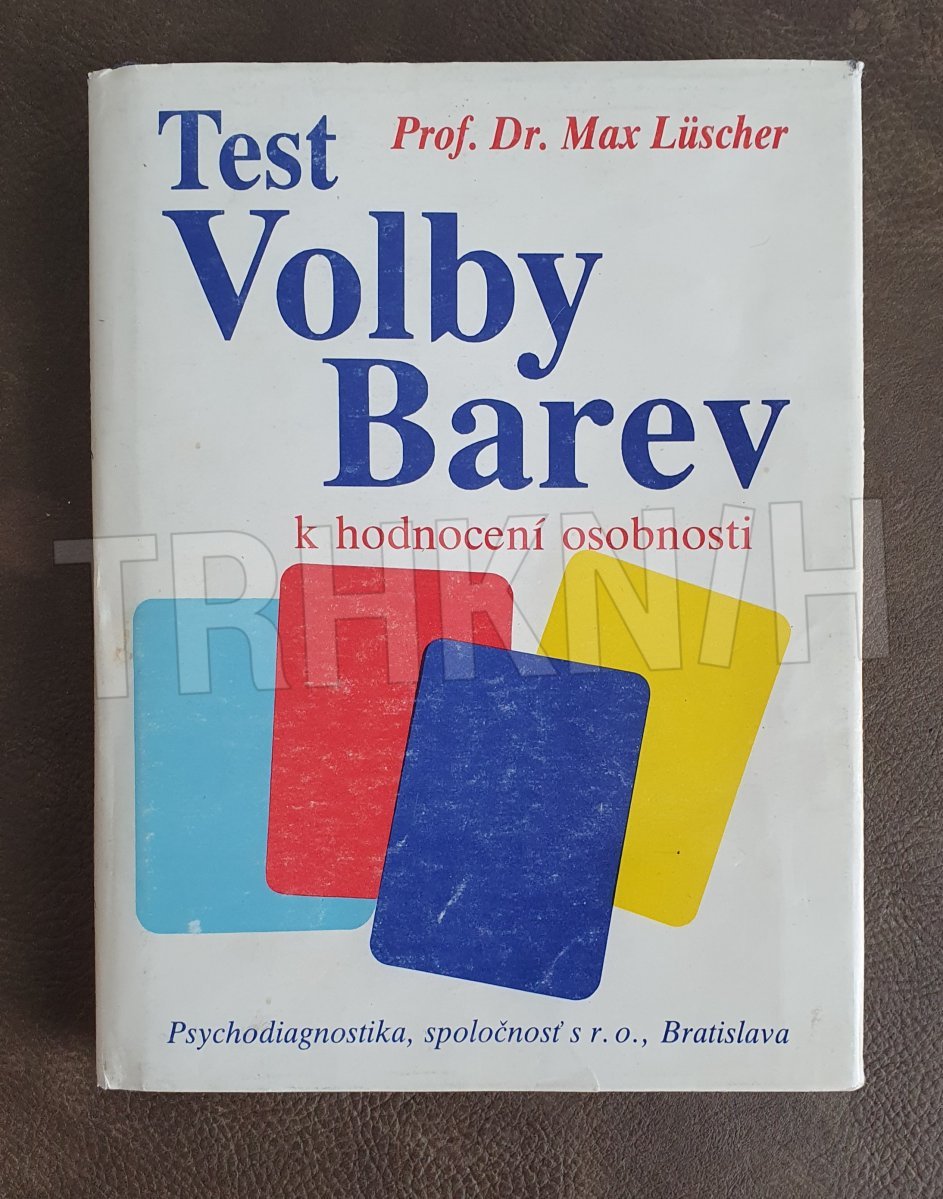 Test
Prof. Dr. Max Lüscher
Volby
Barev
k hodnocení osobnosti
TRHKNIH
Psychodiagnostika, spoločnosť s r. o., Bratislava